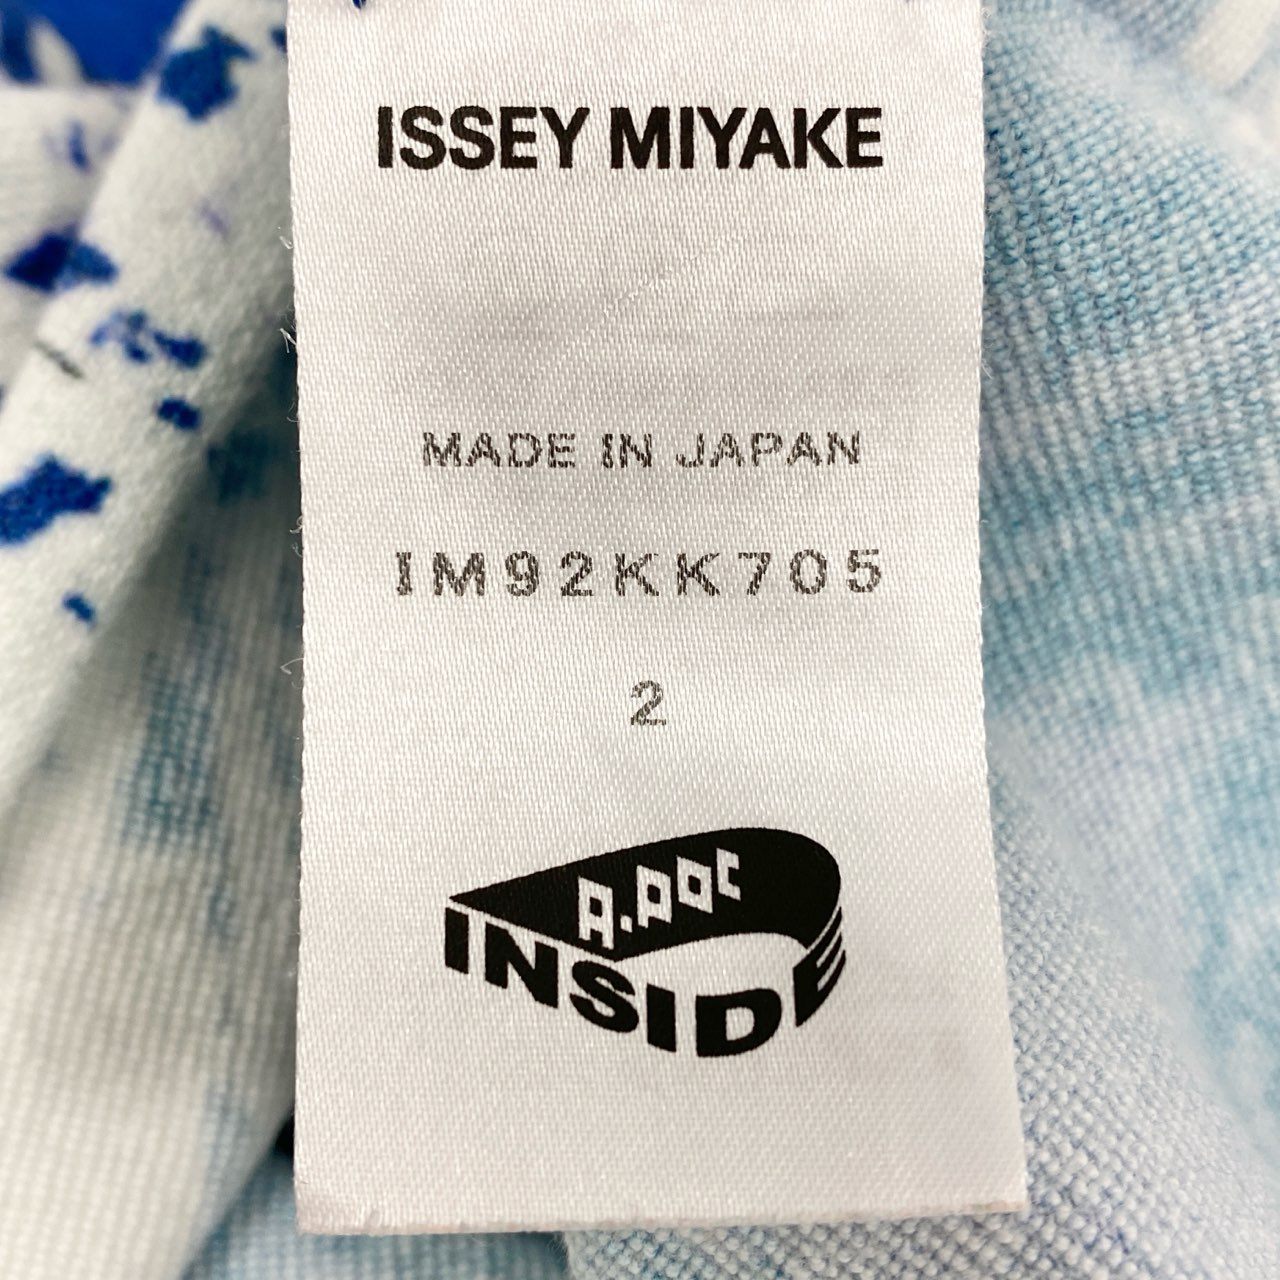 ISSEY MIYAKE
MADE IN JAPAN
IM92KK705
2
A.POC
INSIDE